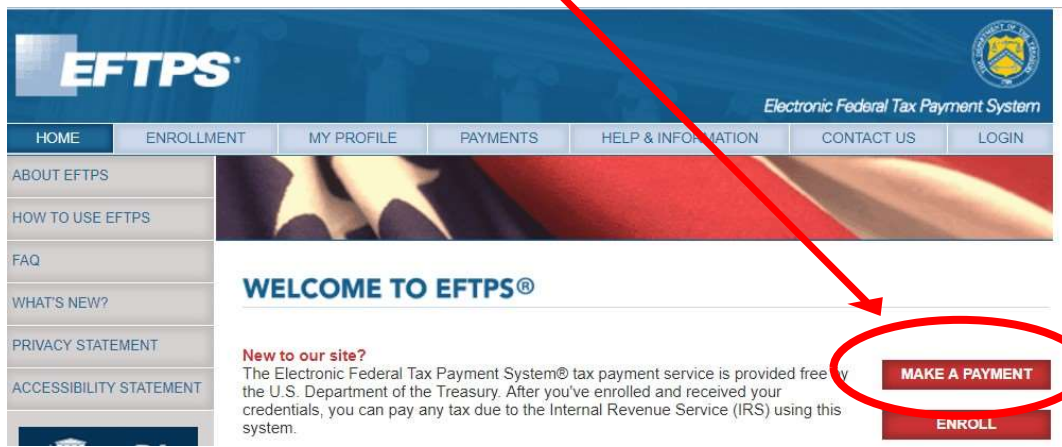 EFTPS®
Electronic Federal Tax Payment System
HOME ENROLLMENT MY PROFILE PAYMENTS HELP & INFORMATION CONTACT US LOGIN
ABOUT EFTPS
HOW TO USE EFTPS
FAQ
WHAT'S NEW?
PRIVACY STATEMENT
ACCESSIBILITY STATEMENT
WELCOME TO EFTPS®
New to our site?
The Electronic Federal Tax Payment System® tax payment service is provided free by
the U.S. Department of the Treasury. After you've enrolled and received your
credentials, you can pay any tax due to the Internal Revenue Service (IRS) using this
system.
MAKE A PAYMENT
ENROLL